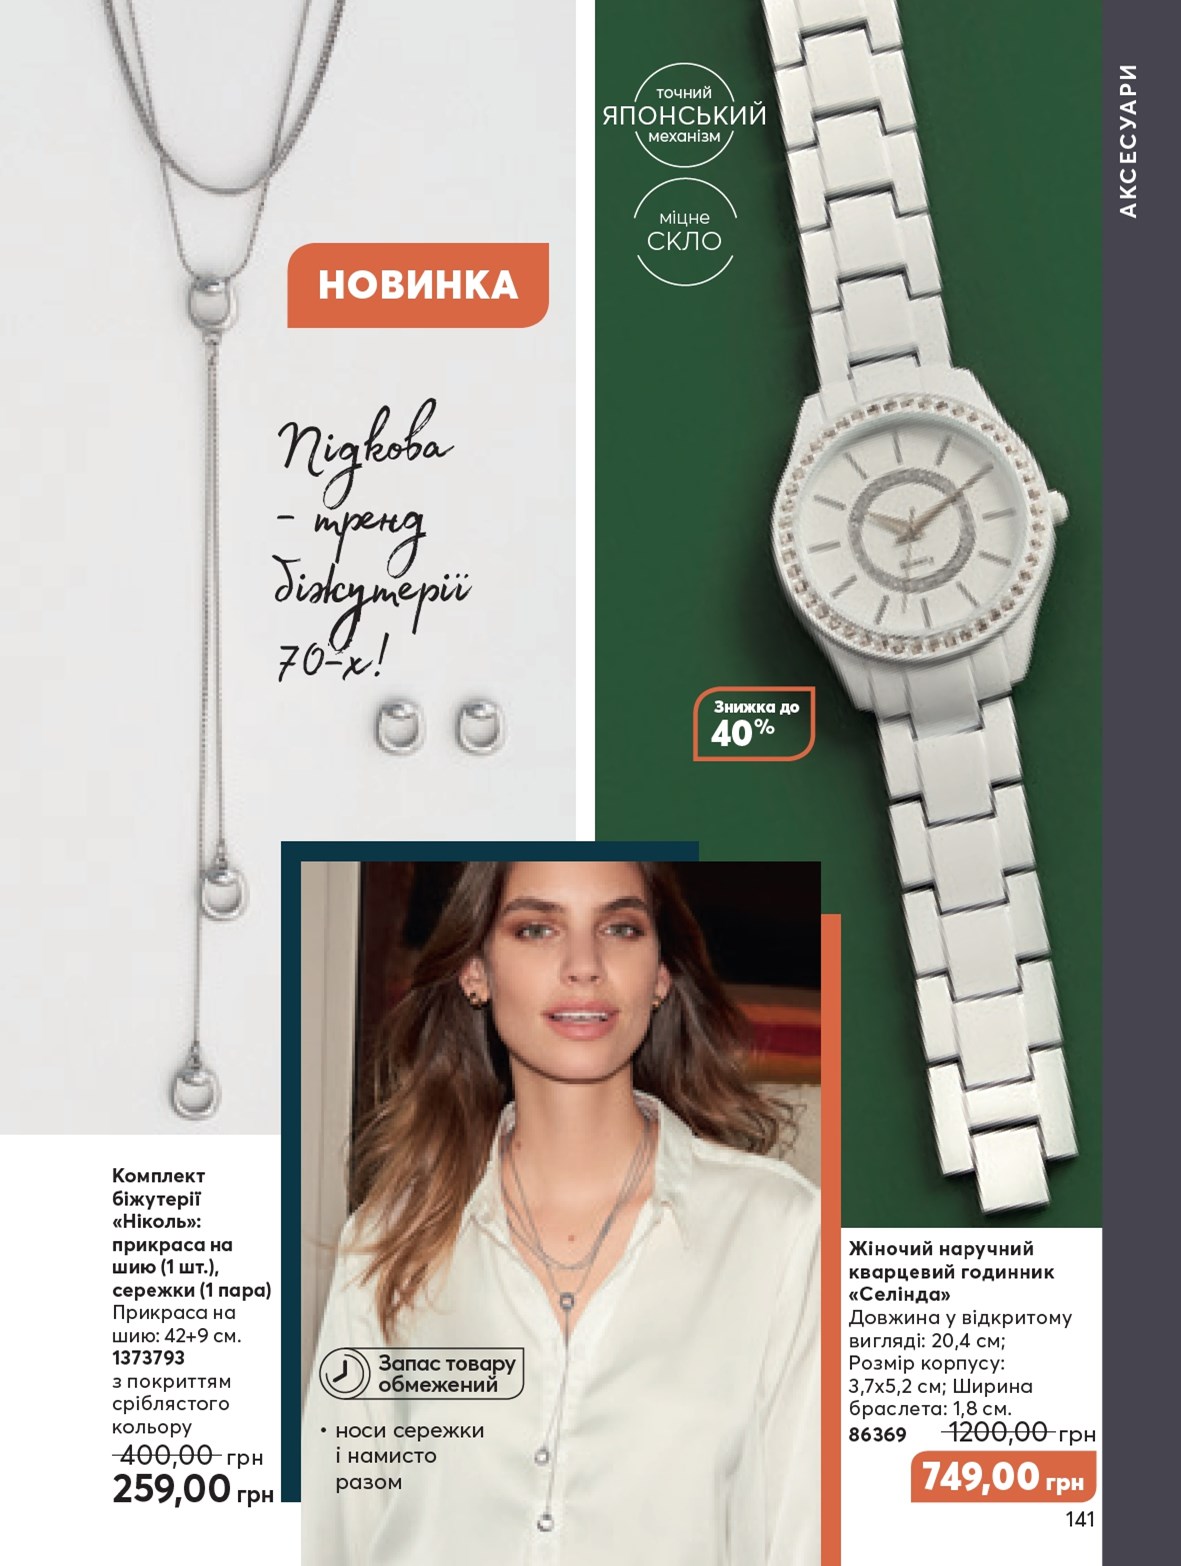 НОВИНКА
Підкова
- тренд
біжутерії
70-х!
точний
ЯПОНСЬКИЙ
механізм
міцне
СКЛО
АКСЕСУАРИ
Знижка до
40%
Комплект
біжутерії
«Ніколь»:
прикраса на
шию (1 шт.),
сережки (1 пара)
Прикраса на
шию: 42+9 см.
1373793
з покриттям
сріблястого
кольору
400,00 грн
259,00 грн
Запас товару
обмежений
• носи сережки
і намисто
разом
Жіночий наручний
кварцевий годинник
«Селінда»
Довжина у відкритому
вигляді: 20,4 см;
Розмір корпусу:
3,7х5,2 см; Ширина
браслета: 1,8 см.
86369 1200,00 грн
749,00 грн
141